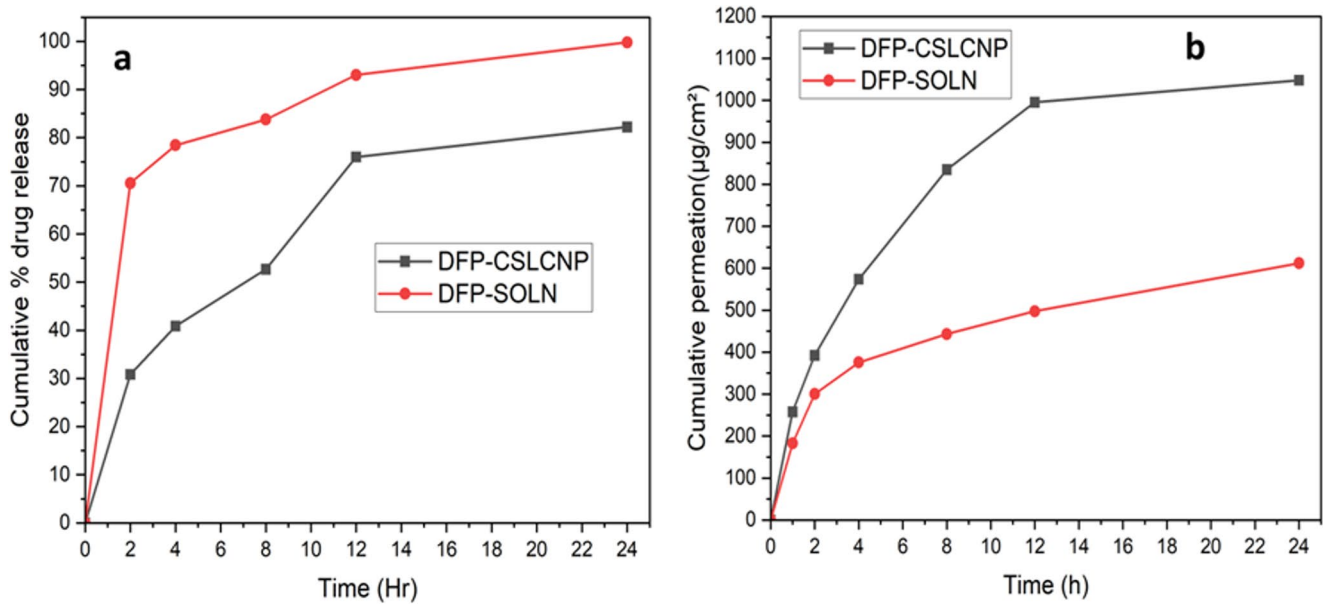 a
Cumulative % drug release
100
90
80
70
60
50
40
30
20
10
0
DFP-CSLCNP
DFP-SOLN
0 2 4 6 8 10 12 14 16 18 20 22 24
Time (Hr)
b
Cumulative permeation(µg/cm²)
1200
1100
1000
900
800
700
600
500
400
300
200
100
0
DFP-CSLCNP
DFP-SOLN
0 2 4 6 8 10 12 14 16 18 20 22 24
Time (h)